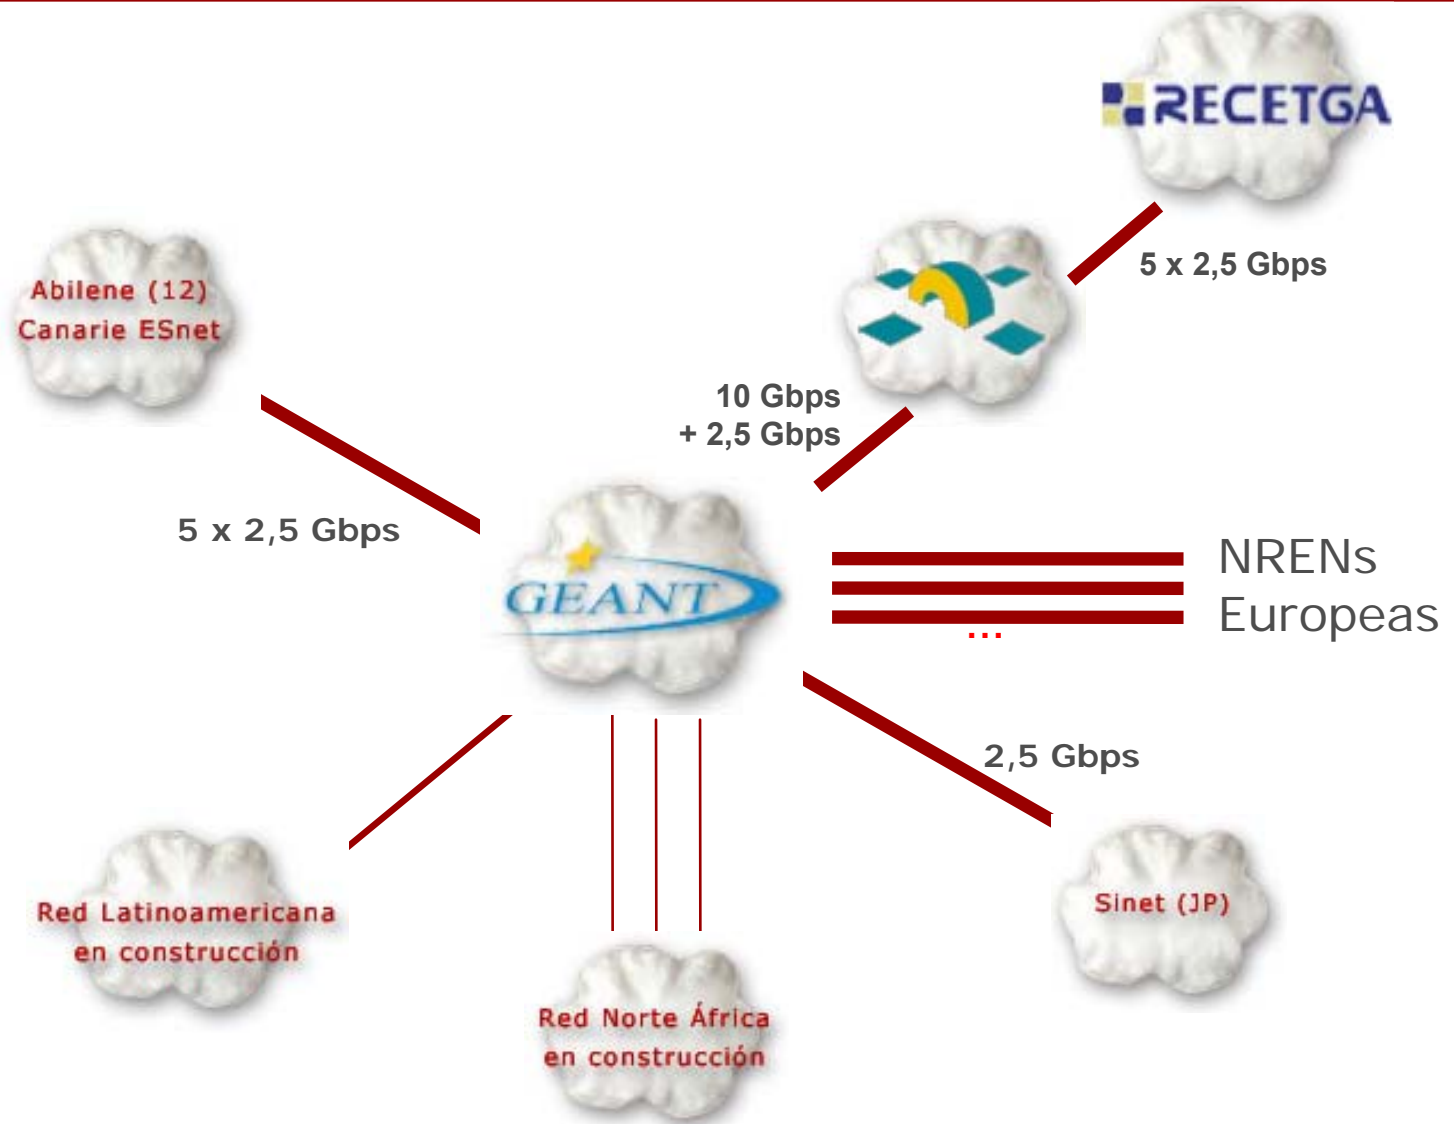 RECETGA
5 x 2,5 Gbps
Abilene (12)
Canarie ESnet
10 Gbps
+ 2,5 Gbps
5 x 2,5 Gbps
GEANT
NRENs
Europeas
...
2,5 Gbps
Red Latinoamericana
en construcción
Sinet (JP)
Red Norte África
en construcción